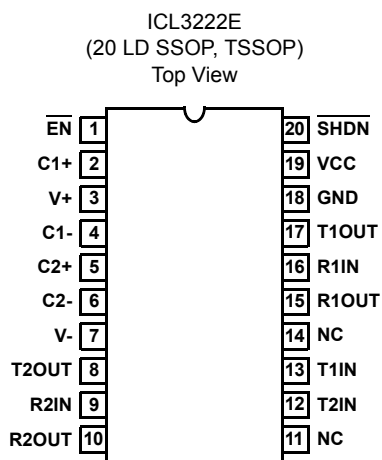 ICL3222E
(20 LD SSOP, TSSOP)
Top View
EN 1 20 SHDN
C1+ 2 19 VCC
V+ 3 18 GND
C1- 4 17 T1OUT
C2+ 5 16 R1IN
C2- 6 15 R1OUT
V- 7 14 NC
T2OUT 8 13 T1IN
R2IN 9 12 T2IN
R2OUT 10 11 NC